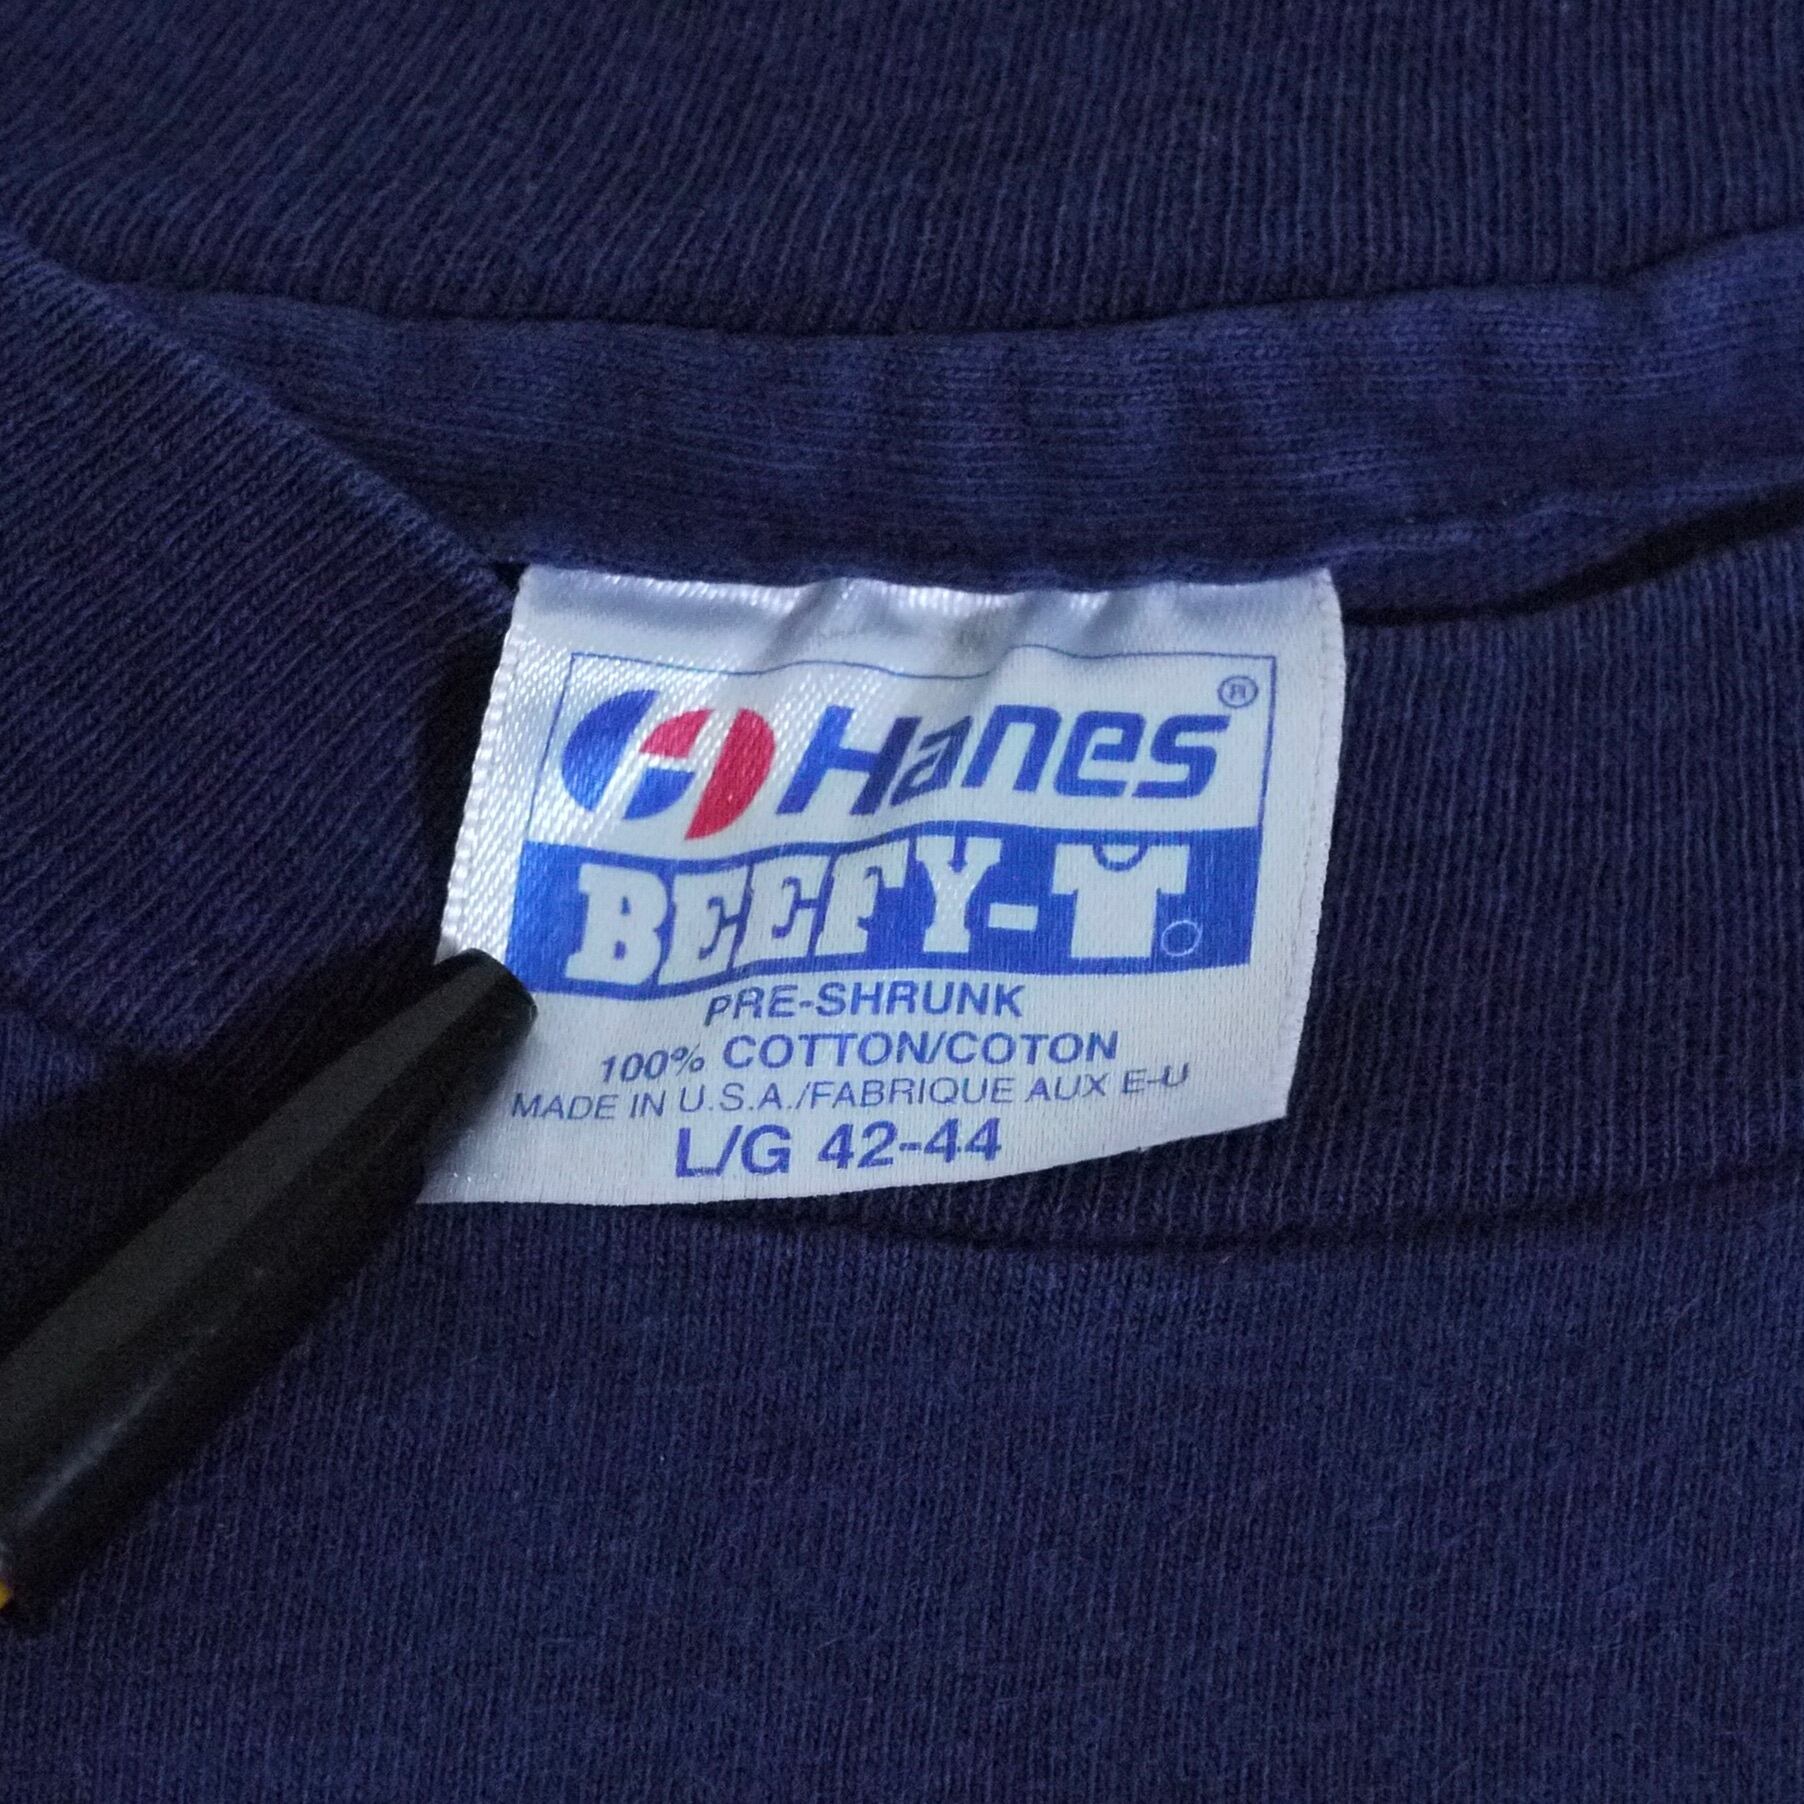 Hanes®
BEEFY-T
PRE-SHRUNK
100% COTTON/COTON
MADE IN U.S.A./FABRIQUE AUX E-U
L/G 42-44